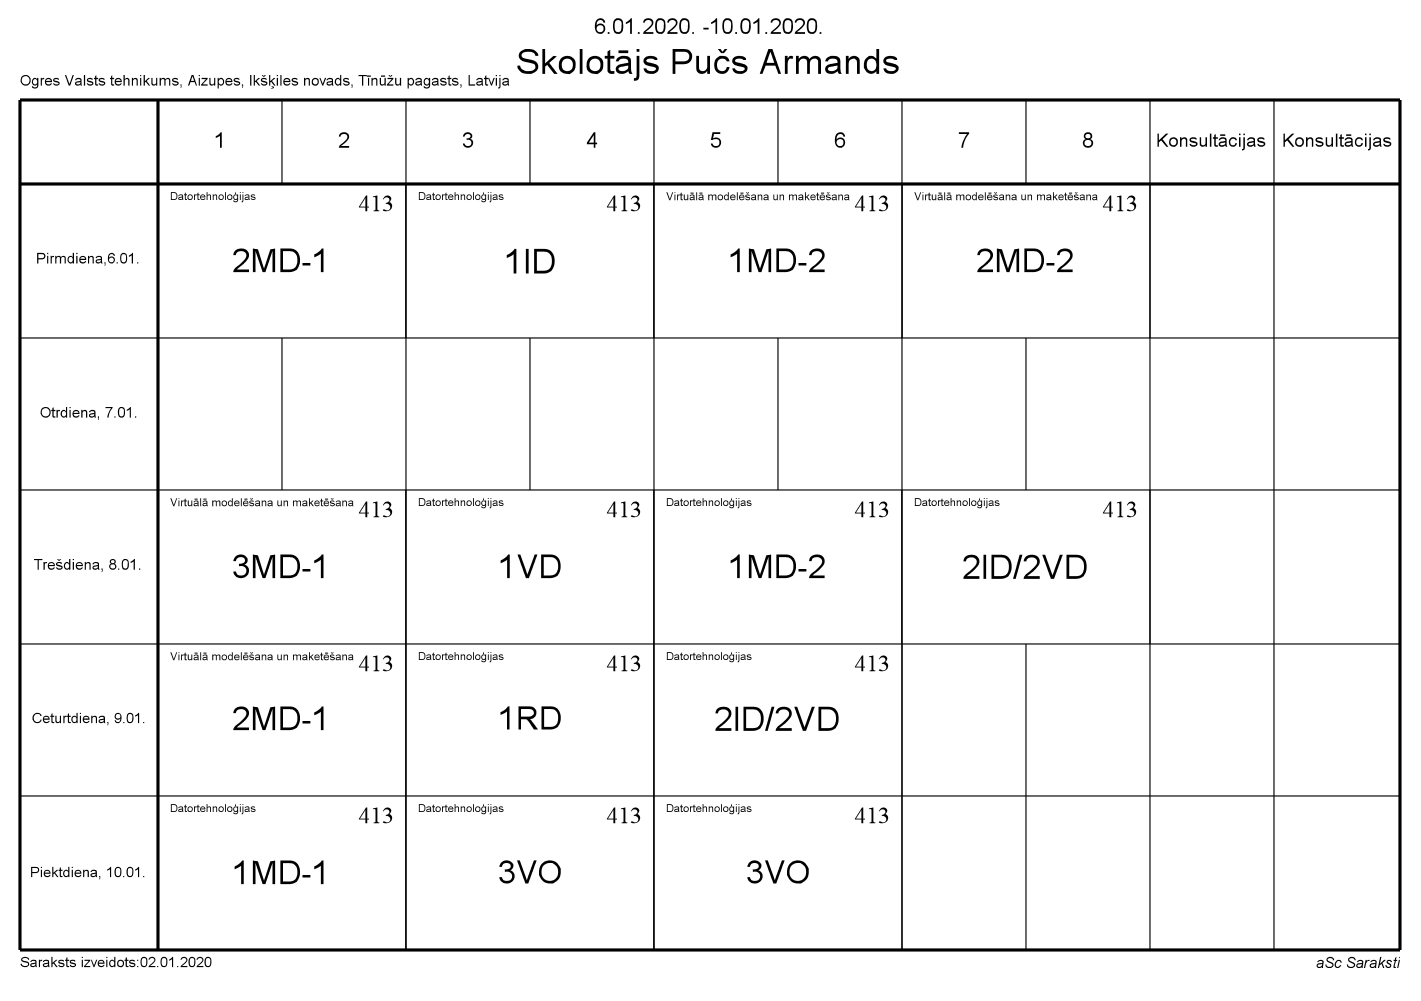 6.01.2020. -10.01.2020.
Skolotājs Pučs Armands
Ogres Valsts tehnikums, Aizupes, Ikšķiles novads, Tīnūžu pagasts, Latvija
1 2 3 4 5 6 7 8 Konsultācijas Konsultācijas
Pirmdiena,6.01.
Datortehnoloģijas 413
2MD-1
Datortehnoloģijas 413
1ID
Virtuālā modelēšana un maketēšana 413
1MD-2
Virtuālā modelēšana un maketēšana 413
2MD-2
Otrdiena, 7.01.
Trešdiena, 8.01.
Virtuālā modelēšana un maketēšana 413
3MD-1
Datortehnoloģijas 413
1VD
Datortehnoloģijas 413
1MD-2
Datortehnoloģijas 413
2ID/2VD
Ceturtdiena, 9.01.
Virtuālā modelēšana un maketēšana 413
2MD-1
Datortehnoloģijas 413
1RD
Datortehnoloģijas 413
2ID/2VD
Piektdiena, 10.01.
Datortehnoloģijas 413
1MD-1
Datortehnoloģijas 413
3VO
Datortehnoloģijas 413
3VO
Saraksts izveidots:02.01.2020
aSc Saraksti